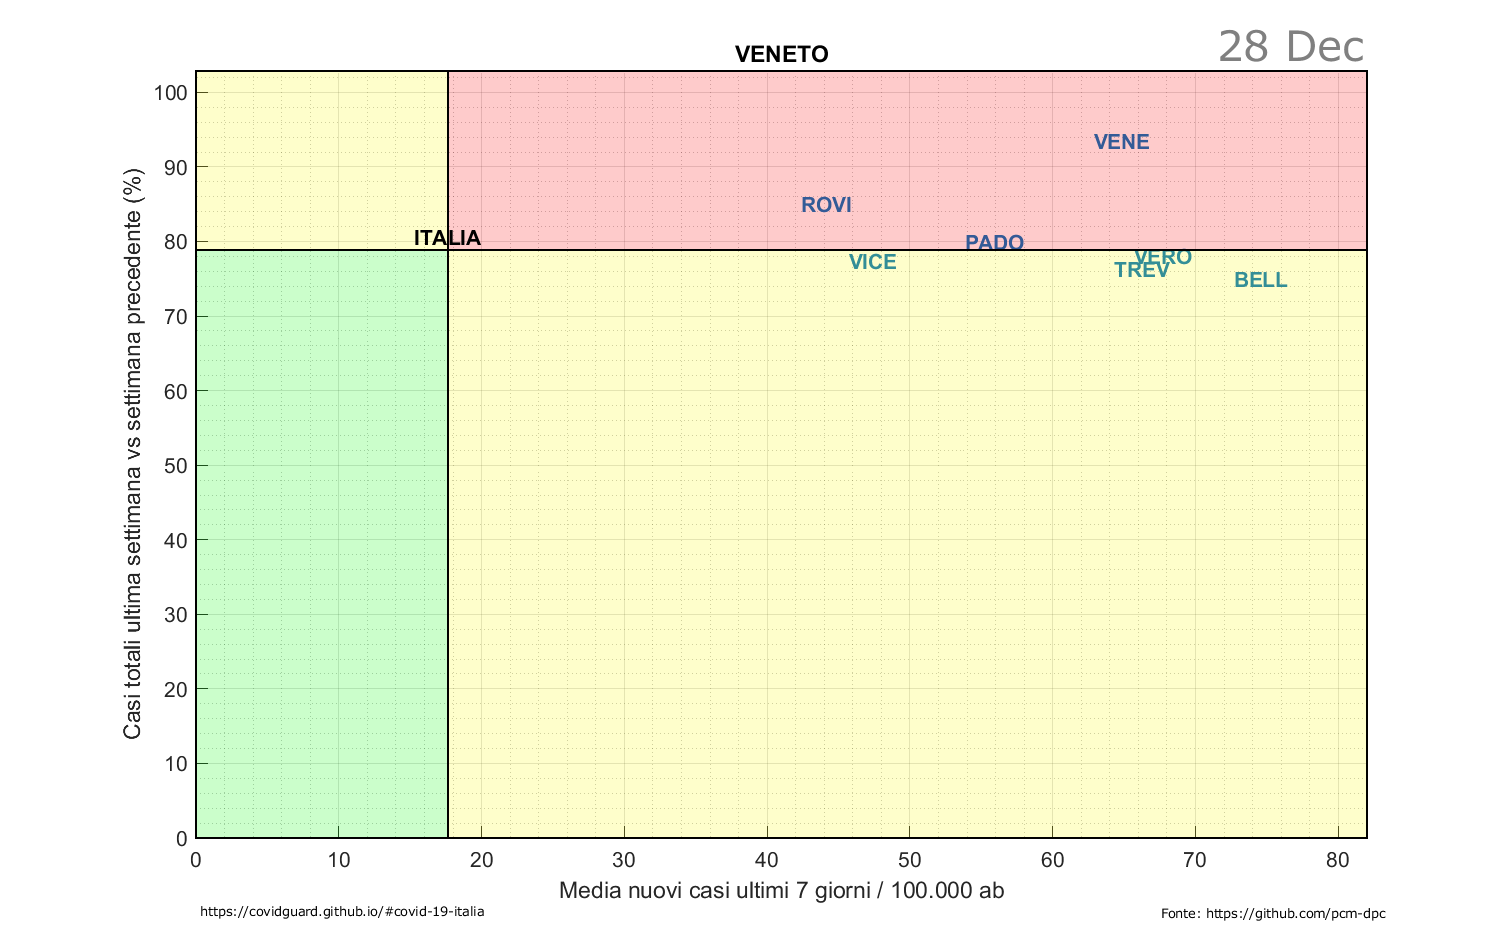 VENETO
28 Dec
Casi totali ultima settimana vs settimana precedente (%)
100
90
80
70
60
50
40
30
20
10
0
VENE
ROVI
ITALIA
PADO
VICE
VERO
TREV
BELL
0 10 20 30 40 50 60 70 80
Media nuovi casi ultimi 7 giorni / 100.000 ab
https://covidguard.github.io/#covid-19-italia
Fonte: https://github.com/pcm-dpc